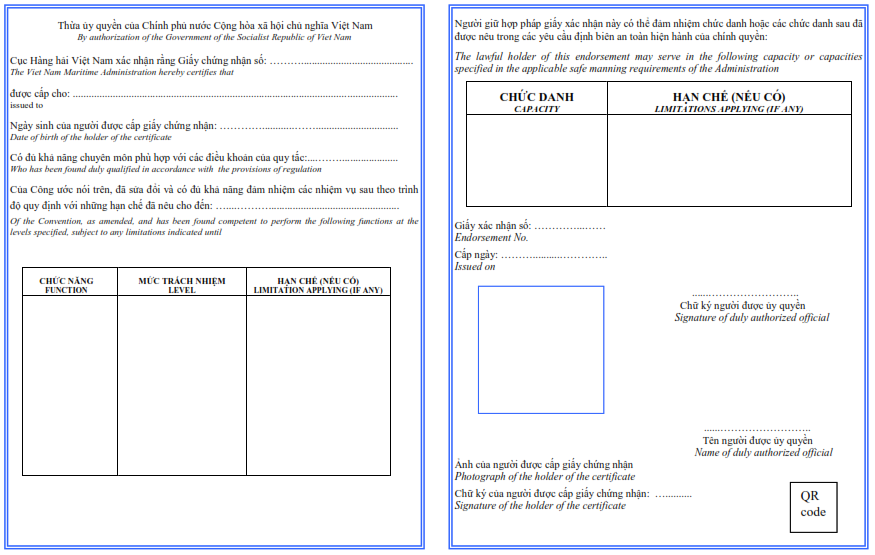 Thừa ủy quyền của Chính phủ nước Cộng hòa xã hội chủ nghĩa Việt Nam
By authorization of the Government of the Socialist Republic of Viet Nam
Cục Hàng hải Việt Nam xác nhận rằng Giấy chứng nhận số: ………......................................
The Viet Nam Maritime Administration hereby certifies that
được cấp cho: ...............................................................................................................
issued to
Ngày sinh của người được cấp giấy chứng nhận: …………...........……............................
Date of birth of the holder of the certificate
Có đủ khả năng chuyên môn phù hợp với các điều khoản của quy tắc:...……....................
Who has been found duly qualified in accordance with the provisions of regulation
Của Công ước nói trên, đã sửa đổi và có đủ khả năng đảm nhiệm các nhiệm vụ sau theo trình
độ quy định với những hạn chế đã nêu cho đến: …....………............................................
Of the Convention, as amended, and has been found competent to perform the following functions at the
levels specified, subject to any limitations indicated until
CHỨC NĂNG
FUNCTION
MỨC TRÁCH NHIỆM
LEVEL
HẠN CHẾ (NẾU CÓ)
LIMITATION APPLYING (IF ANY)
Người giữ hợp pháp giấy xác nhận này có thể đảm nhiệm chức danh hoặc các chức danh sau đã
được nêu trong các yêu cầu định biên an toàn hiện hành của chính quyền:
The lawful holder of this endorsement may serve in the following capacity or capacities
specified in the applicable safe manning requirements of the Administration
CHỨC DANH
CAPACITY
HẠN CHẾ (NẾU CÓ)
LIMITATIONS APPLYING (IF ANY)
Giấy xác nhận số: …………...……
Endorsement No.
Cấp ngày: ………..........…………..
Issued on
......……………………..
Chữ ký người được ủy quyền
Signature of duly authorized official
......……………………..
Tên người được ủy quyền
Name of duly authorized official
Ảnh của người được cấp giấy chứng nhận
Photograph of the holder of the certificate
Chữ ký của người được cấp giấy chứng nhận: …..........
Signature of the holder of the certificate
QR
code